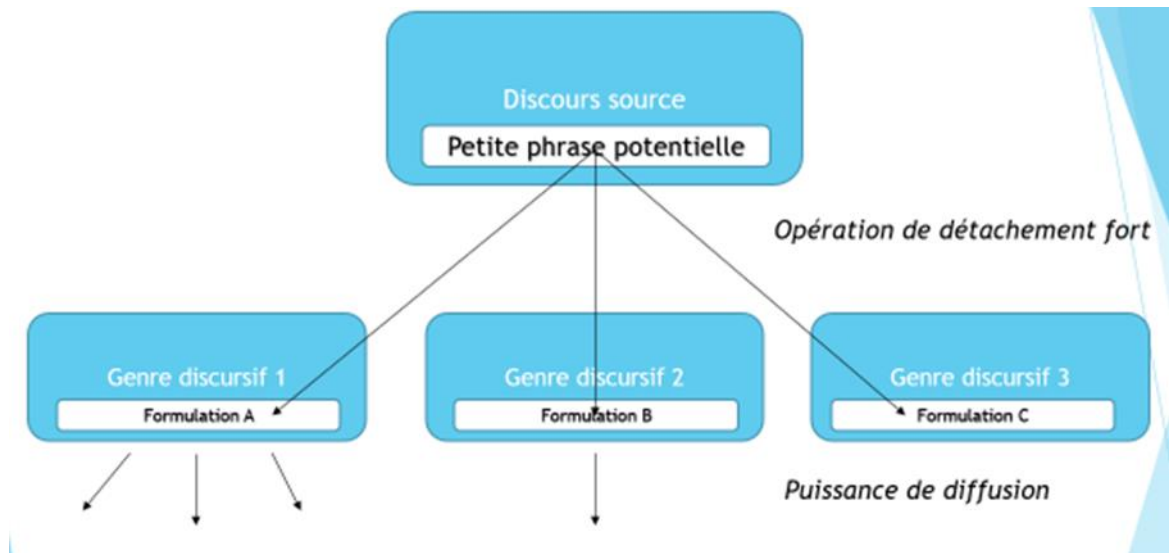 Discours source
Petite phrase potentielle
Opération de détachement fort
Genre discursif 1
Genre discursif 2
Genre discursif 3
Formulation A
Formulation B
Formulation C
Puissance de diffusion